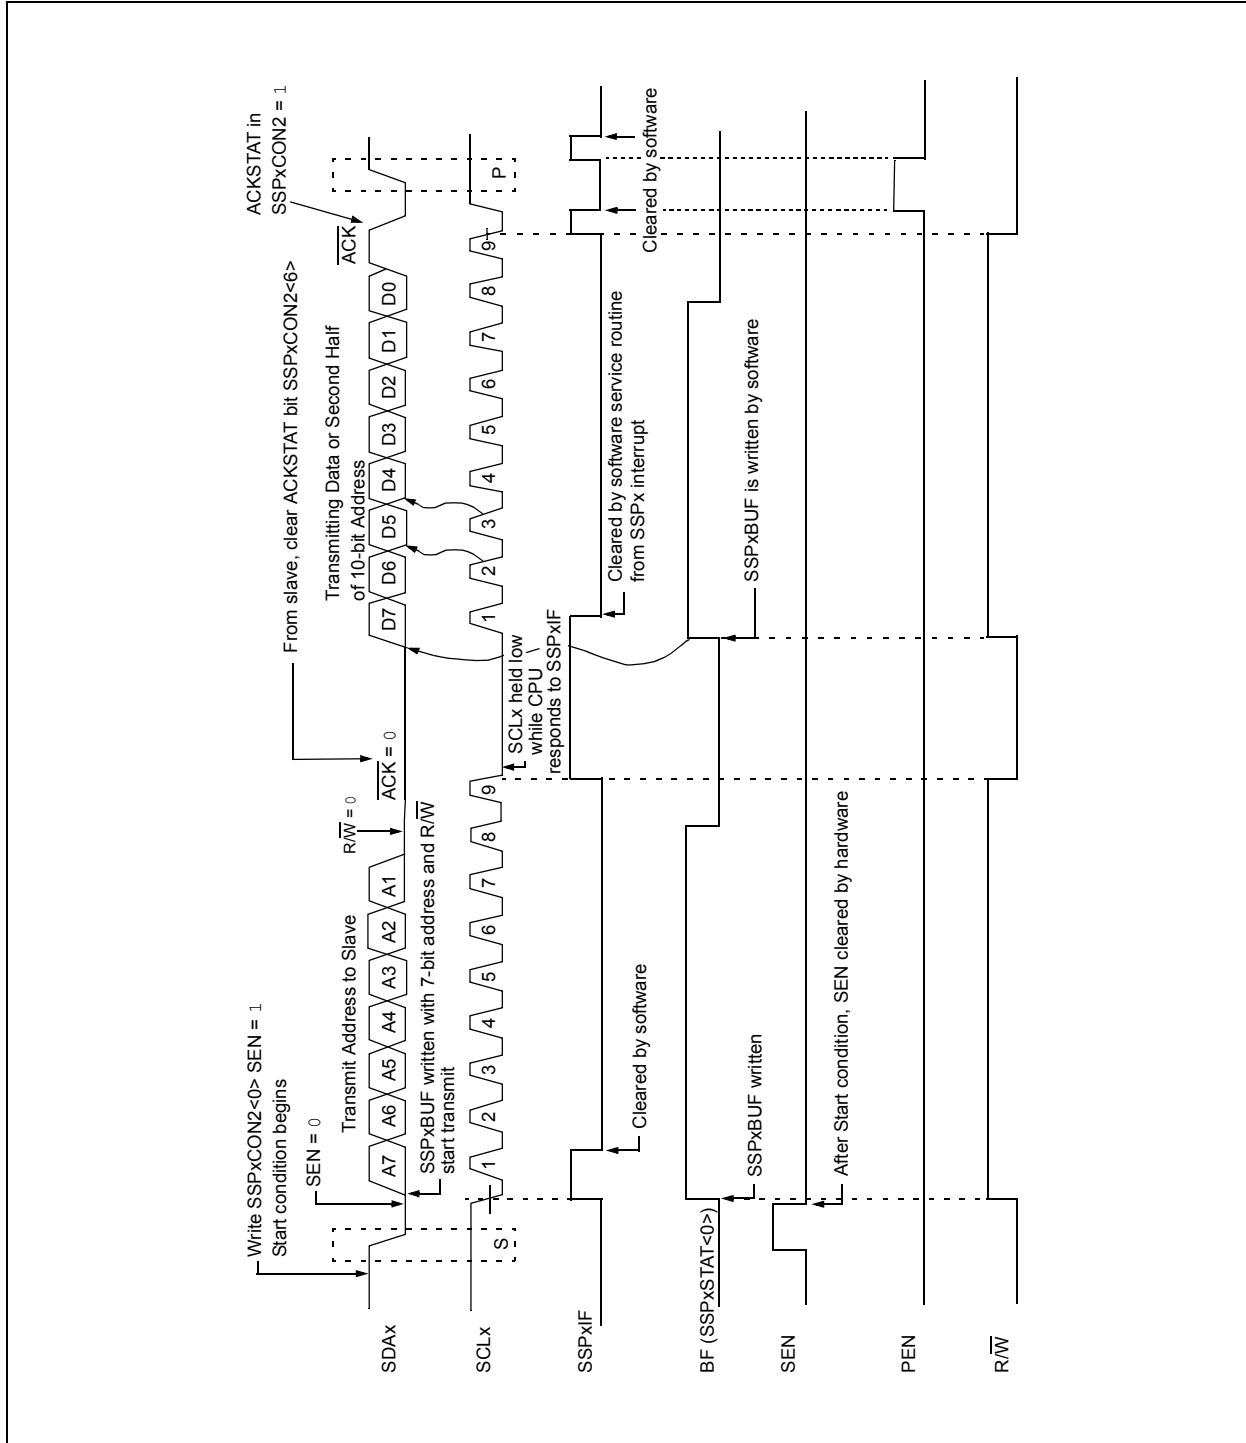 Write SSPxCON2<0> SEN = 1
Start condition begins
SEN = 0
Transmit Address to Slave
R/W = 0
From slave, clear ACKSTAT bit SSPxCON2<6>
ACK = 0
Transmitting Data or Second Half
of 10-bit Address
ACKSTAT in
SSPxCON2 = 1
ACK
SDAx
A7 A6 A5 A4 A3 A2 A1
D7 D6 D5 D4 D3 D2 D1 D0
SSPxBUF written with 7-bit address and R/W
start transmit
SCLx
S
1 2 3 4 5 6 7 8 9
1 2 3 4 5 6 7 8 9
P
SCLx held low
while CPU
responds to SSPxIF
SSPxIF
Cleared by software
Cleared by software service routine
from SSPx interrupt
Cleared by software
BF (SSPxSTAT<0>)
SSPxBUF written
SSPxBUF is written by software
SEN
After Start condition, SEN cleared by hardware
PEN
R/W